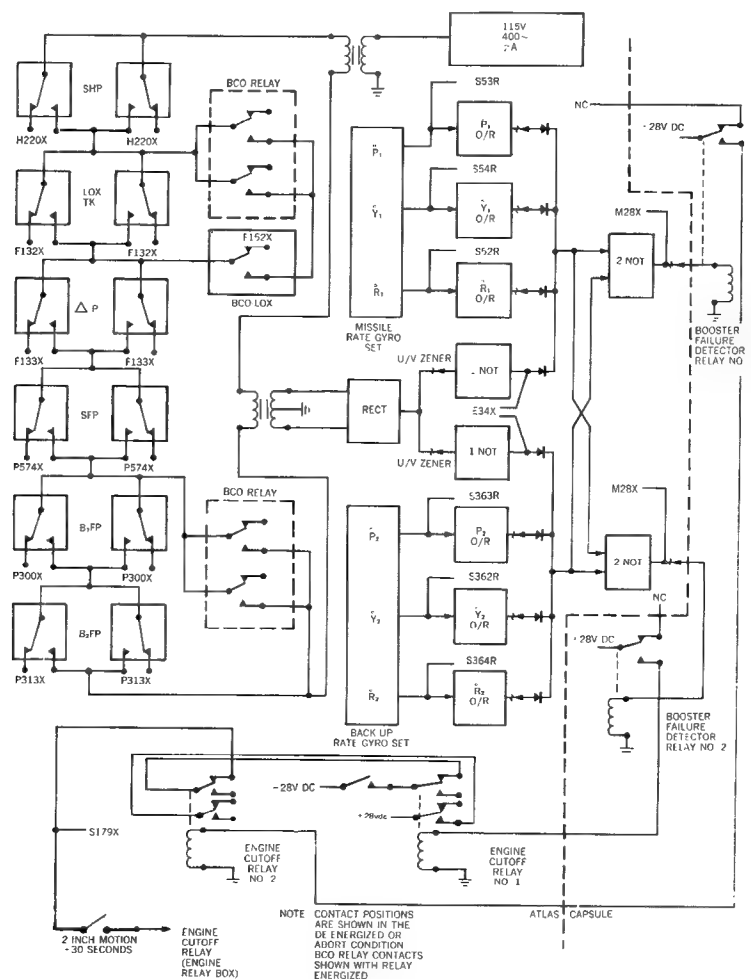 115V
400~
SHP
H220X
H220X
BCO RELAY
LOX
TK
F132X
F132X
F152X
BCO LOX
△ P
F133X
F133X
SFP
P574X
P574X
BCO RELAY
B₁FP
P300X
P300X
B₂FP
P313X
P313X
S53R
P₁
P₁
O/R
S54R
Y₁
Y₁
O/R
S52R
R₁
R₁
O/R
MISSILE
RATE GYRO
SET
U/V ZENER
NOT
RECT
E34X
U/V ZENER
1 NOT
S363R
P₂
P₂
O/R
S362R
Y₂
Y₂
O/R
S364R
R₂
R₂
O/R
BACK UP
RATE GYRO SET
NC
28V DC
M28X
2 NOT
BOOSTER
FAILURE
DETECTOR
RELAY NO
M28X
2 NOT
NC
28V DC
BOOSTER
FAILURE
DETECTOR
RELAY NO 2
28V DC
+28vdc
S179X
ENGINE
CUTOFF
RELAY
NO 2
ENGINE
CUTOFF
RELAY
NO 1
2 INCH MOTION
30 SECONDS
ENGINE
CUTOFF
RELAY
(ENGINE
RELAY BOX)
NOTE CONTACT POSITIONS
ARE SHOWN IN THE
DE ENERGIZED OR
ABORT CONDITION
BCO RELAY CONTACTS
SHOWN WITH RELAY
ENERGIZED
ATLAS CAPSULE